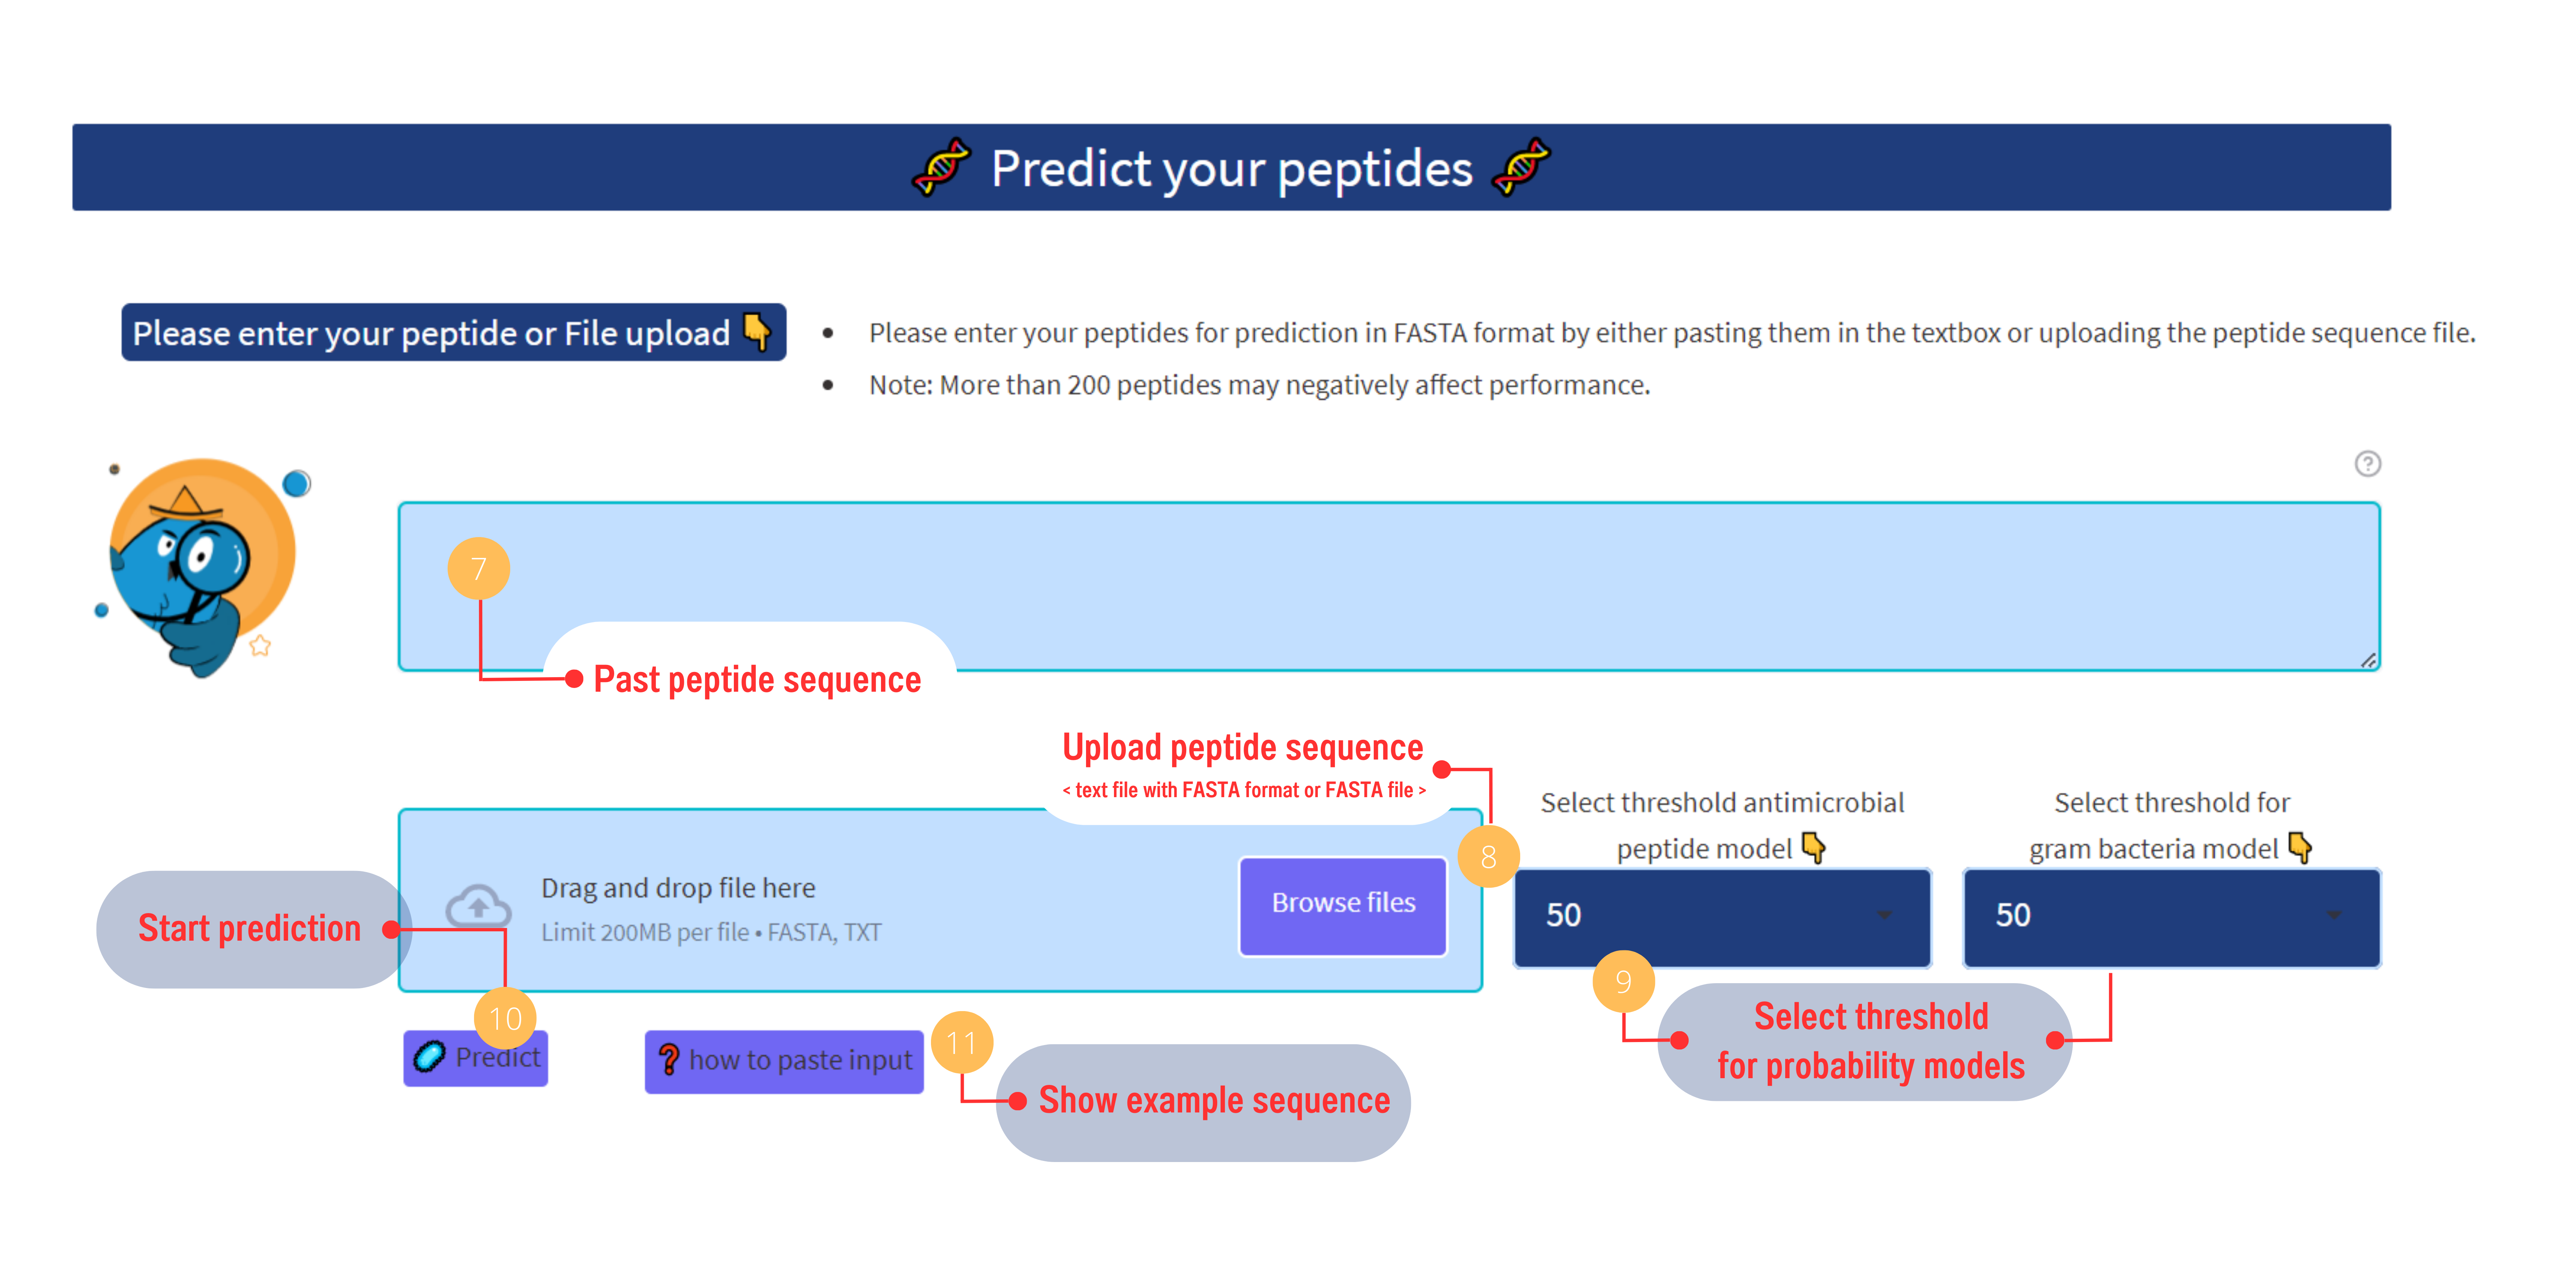 Predict your peptides
Please enter your peptide or File upload
• Please enter your peptides for prediction in FASTA format by either pasting them in the textbox or uploading the peptide sequence file.
• Note: More than 200 peptides may negatively affect performance.
?
7
Past peptide sequence
Upload peptide sequence
< text file with FASTA format or FASTA file >
8
Select threshold antimicrobial
peptide model
50
Select threshold for
gram bacteria model
50
Drag and drop file here
Limit 200MB per file • FASTA, TXT
Browse files
Start prediction
10
Predict
how to paste input
11
Show example sequence
9
Select threshold
for probability models